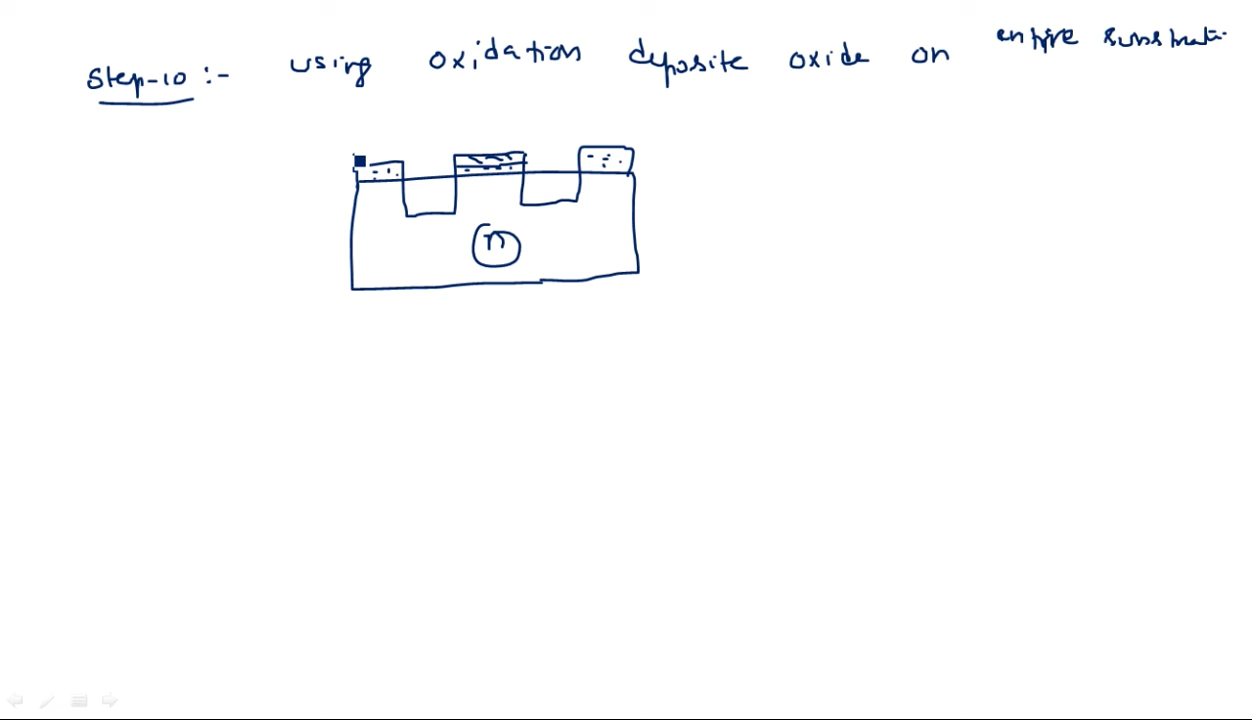 Step-10 :- using oxidation deposite oxide on entire substrate
n